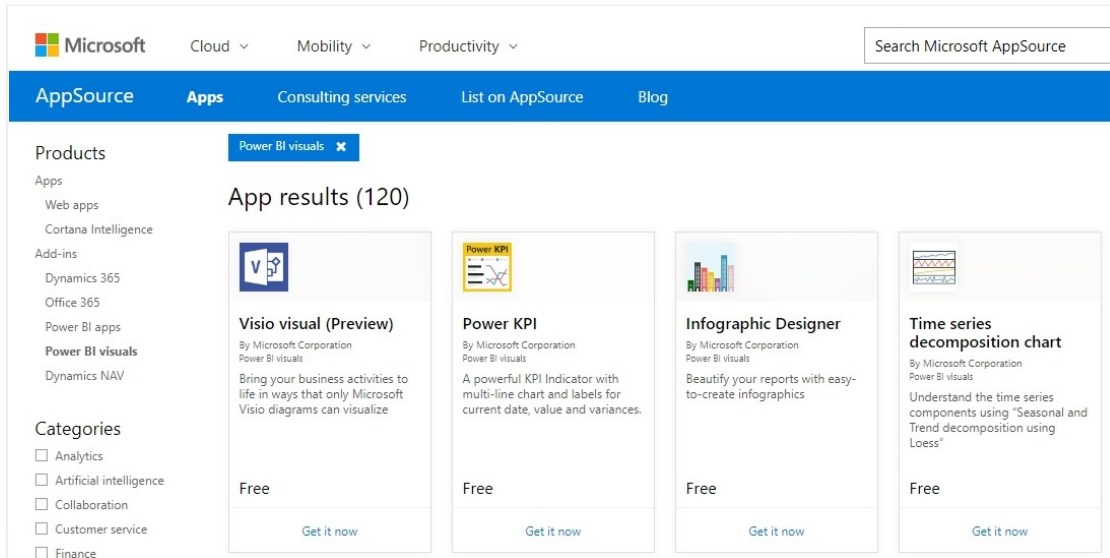 Microsoft
Cloud
Mobility
Productivity
Search Microsoft AppSource
AppSource
Apps
Consulting services
List on AppSource
Blog
Products
Apps
Web apps
Cortana Intelligence
Add-ins
Dynamics 365
Office 365
Power BI apps
Power BI visuals
Dynamics NAV
Categories
Analytics
Artificial intelligence
Collaboration
Customer service
Finance
Power BI visuals
App results (120)
V
Visio visual (Preview)
By Microsoft Corporation
Power BI visuals
Bring your business activities to
life in ways that only Microsoft
Visio diagrams can visualize
Free
Get it now
Power KPI
Power KPI
By Microsoft Corporation
Power BI visuals
A powerful KPI Indicator with
multi-line chart and labels for
current date, value and variances.
Free
Get it now
Infographic Designer
By Microsoft Corporation
Power BI visuals
Beautify your reports with easy-
to-create infographics
Free
Get it now
Time series
decomposition chart
By Microsoft Corporation
Power BI visuals
Understand the time series
components using "Seasonal and
Trend decomposition using
Loess"
Free
Get it now